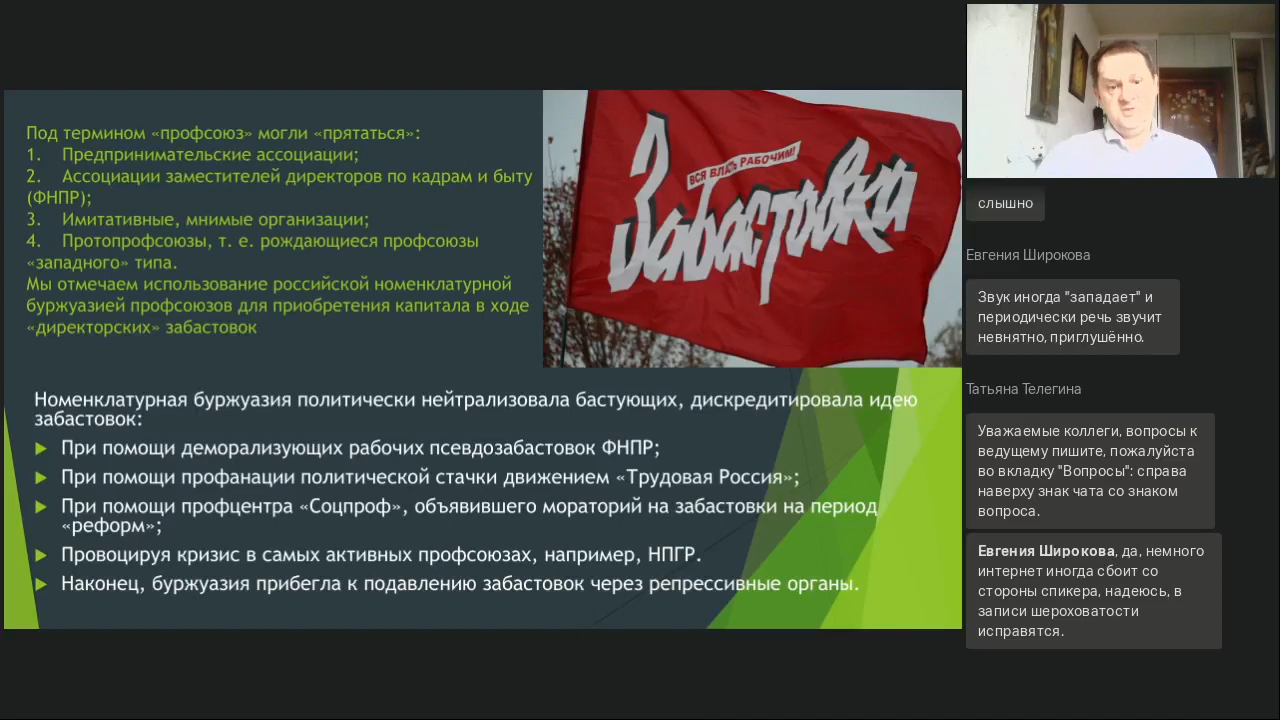 Под термином «профсоюз» могли «прятаться»:
1. Предпринимательские ассоциации;
2. Ассоциации заместителей директоров по кадрам и быту
(ФНПР);
3. Имитативные, мнимые организации;
4. Протопрофсоюзы, т. е. рождающиеся профсоюзы
«западного» типа.
Мы отмечаем использование российской номенклатурной
буржуазией профсоюзов для приобретения капитала в ходе
«директорских» забастовок
ВСЯ ВЛАСТЬ РАБОЧИМ!
Забастовка
Номенклатурная буржуазия политически нейтрализовала бастующих, дискредитировала идею
забастовок:
При помощи деморализующих рабочих псевдозабастовок ФНПР;
При помощи профанации политической стачки движением «Трудовая Россия»;
При помощи профцентра «Соцпроф», объявившего мораторий на забастовки на период
«реформ»;
Провоцируя кризис в самых активных профсоюзах, например, НПГР.
Наконец, буржуазия прибегла к подавлению забастовок через репрессивные органы.
слышно
Евгения Широкова
Звук иногда "западает" и
периодически речь звучит
невнятно, приглушённо.
Татьяна Телегина
Уважаемые коллеги, вопросы к
ведущему пишите, пожалуйста
во вкладку "Вопросы": справа
наверху знак чата со знаком
вопроса.
Евгения Широкова, да, немного
интернет иногда сбоит со
стороны спикера, надеюсь, в
записи шероховатости
исправятся.